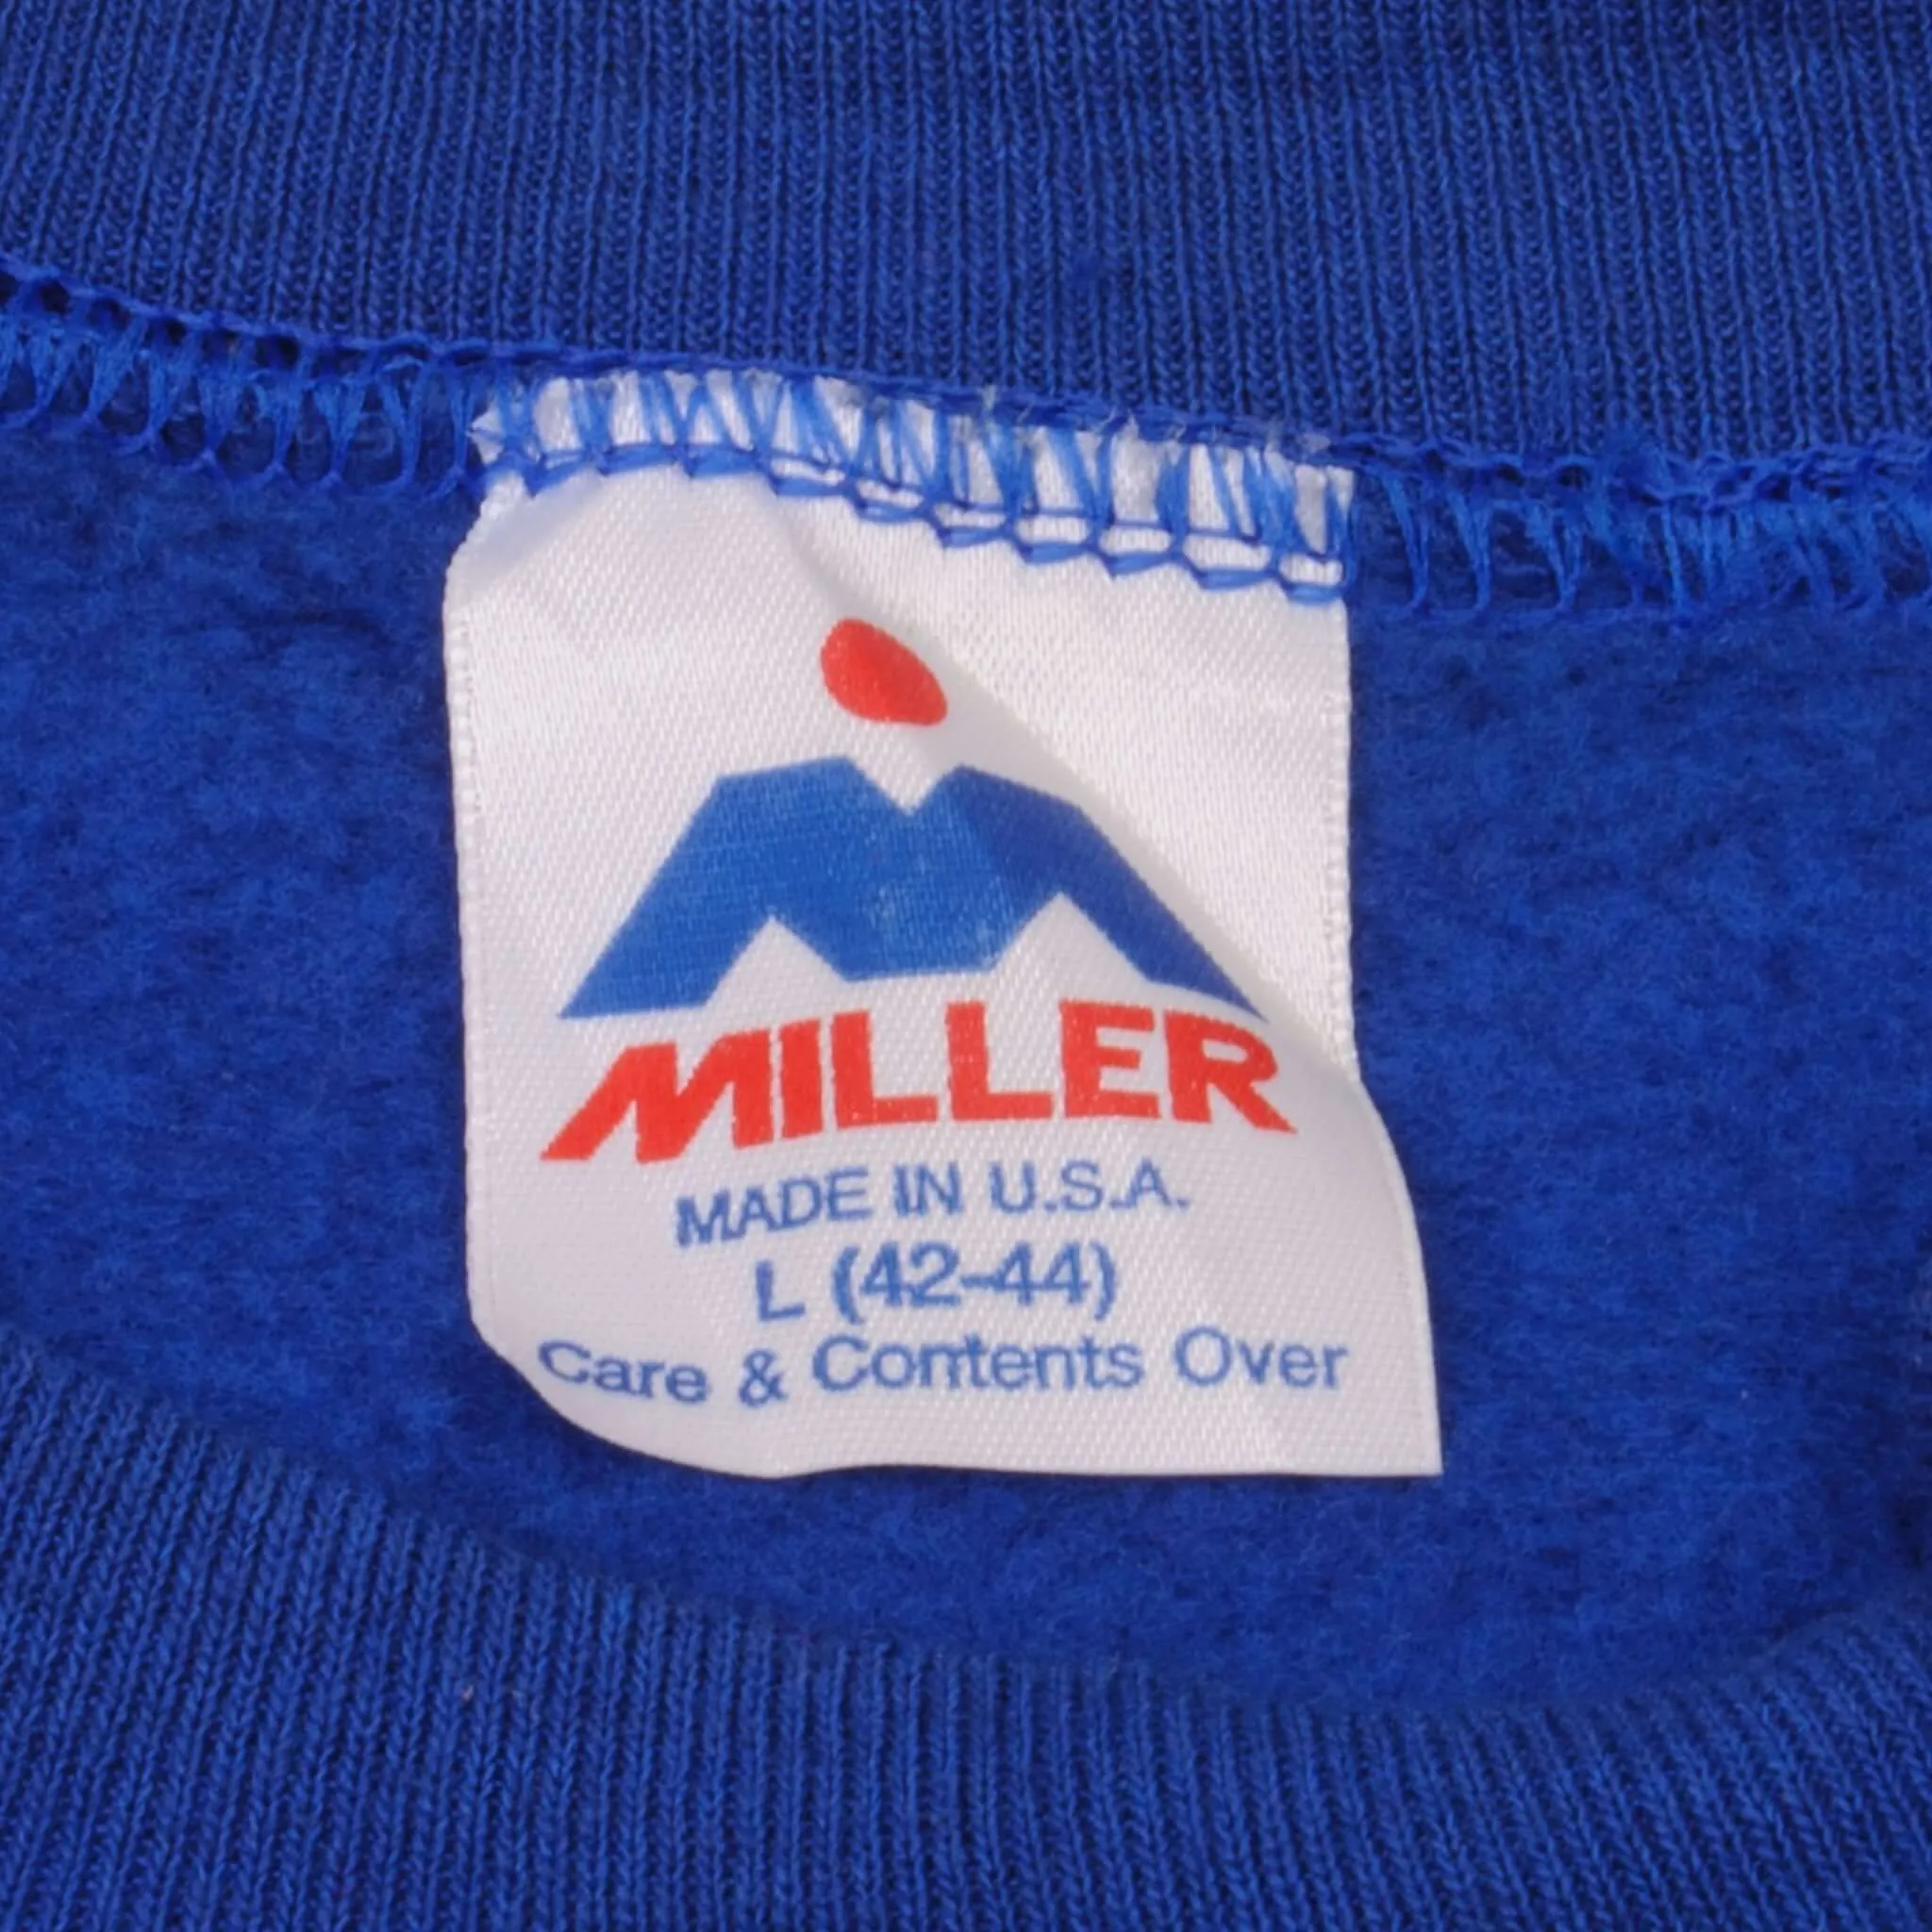 MILLER
MADE IN U.S.A.
L (42-44)
Care & Contents Over